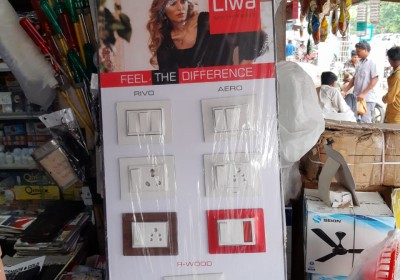 Liwa
FEEL THE DIFFERENCE
RIVO
AERO
H-WOOD